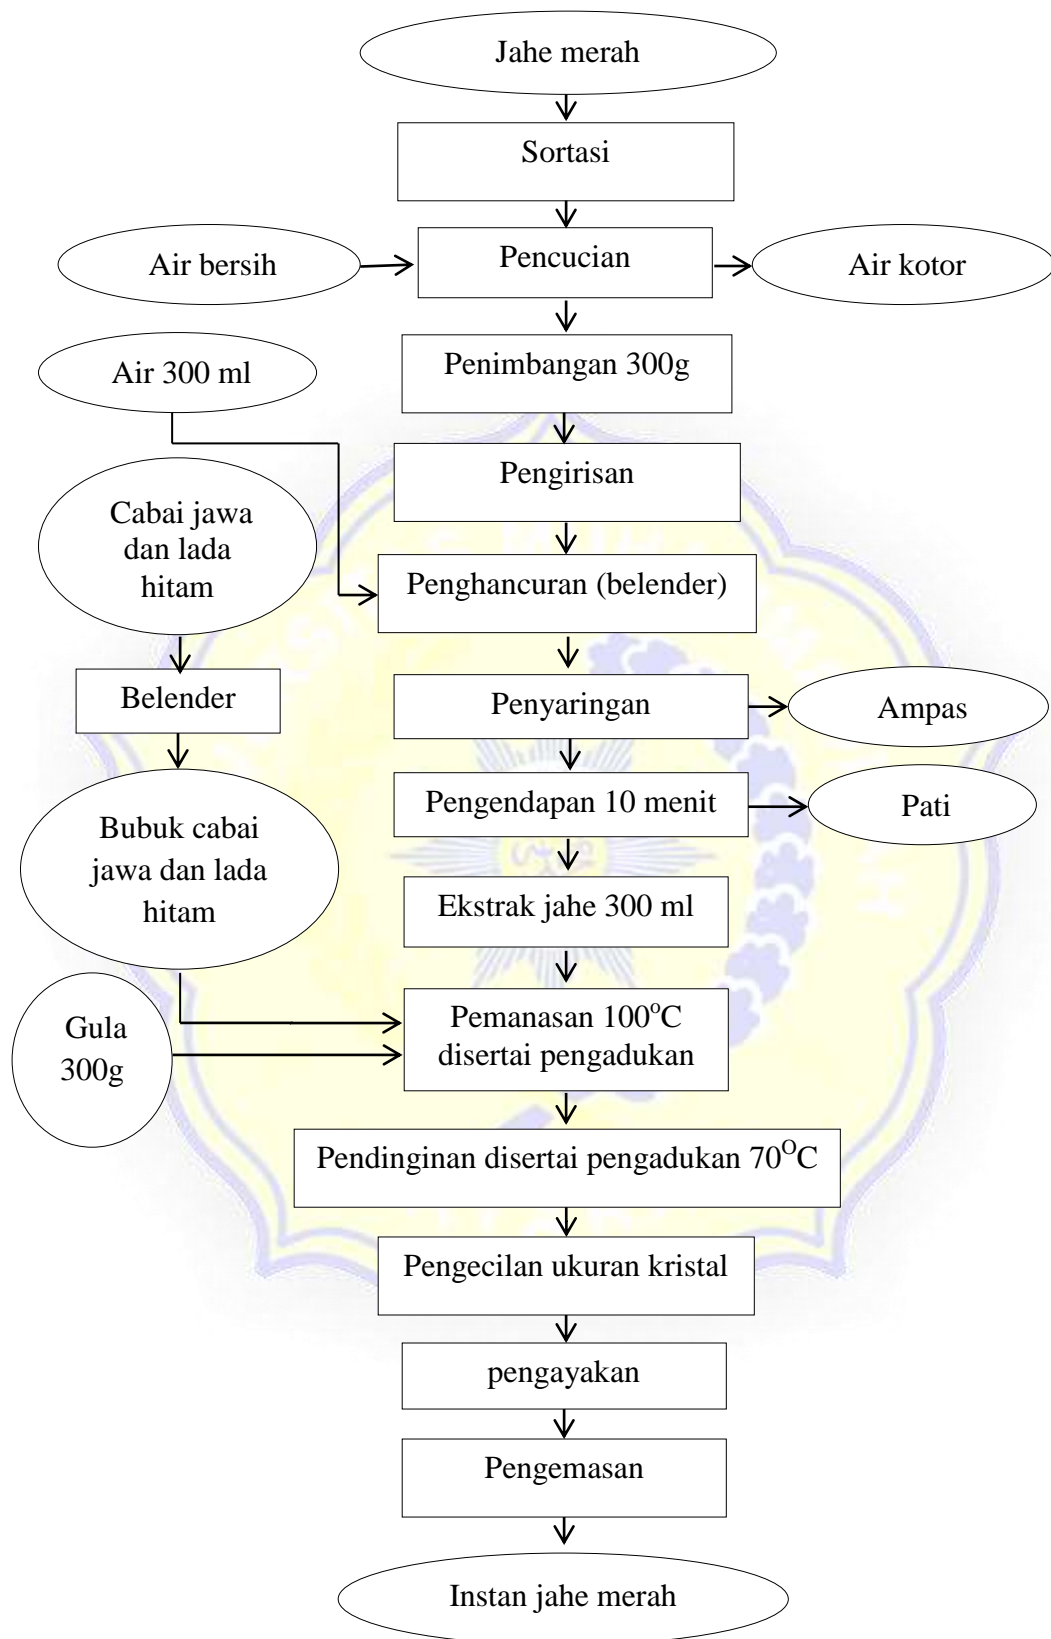 Jahe merah
Sortasi
Air bersih
Pencucian
Air kotor
Air 300 ml
Penimbangan 300g
Pengirisan
Cabai jawa
dan lada
hitam
Penghancuran (belender)
Belender
Penyaringan
Ampas
Pengendapan 10 menit
Pati
Bubuk cabai
jawa dan lada
hitam
Ekstrak jahe 300 ml
Gula
300g
Pemanasan 100°C
disertai pengadukan
Pendinginan disertai pengadukan 70ᴼC
Pengecilan ukuran kristal
pengayakan
Pengemasan
Instan jahe merah